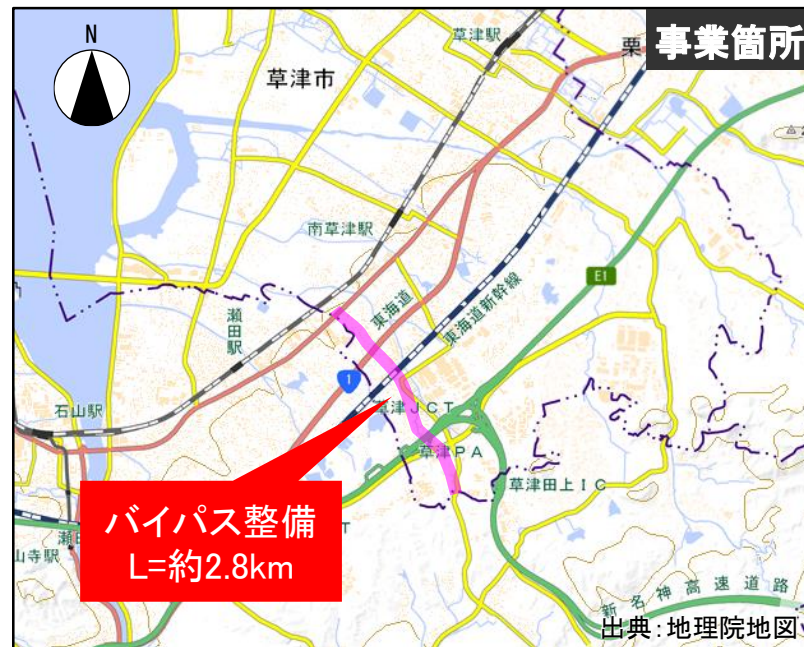 事業箇所
N
草津駅
栗
草津市
南草津駅
E1
東海道
東海道新幹線
瀬田駅
1
石山駅
草津JCT
草津PA
草津田上IC
バイパス整備
L=約2.8km
瀬田
T
山寺駅
新名神高速道路
出典:地理院地図